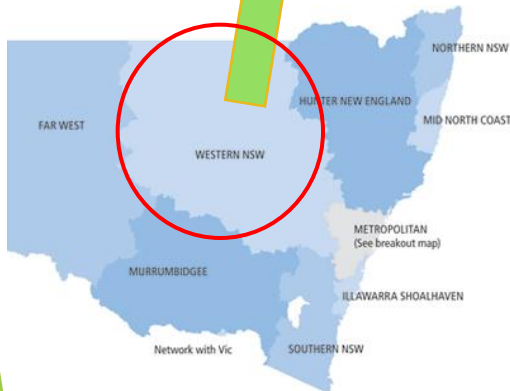 NORTHERN NSW
HUNTER NEW ENGLAND
MID NORTH COAST
FAR WEST
WESTERN NSW
METROPOLITAN
(See breakout map)
MURRUMBIDGEE
ILLAWARRA SHOALHAVEN
Network with Vic
SOUTHERN NSW